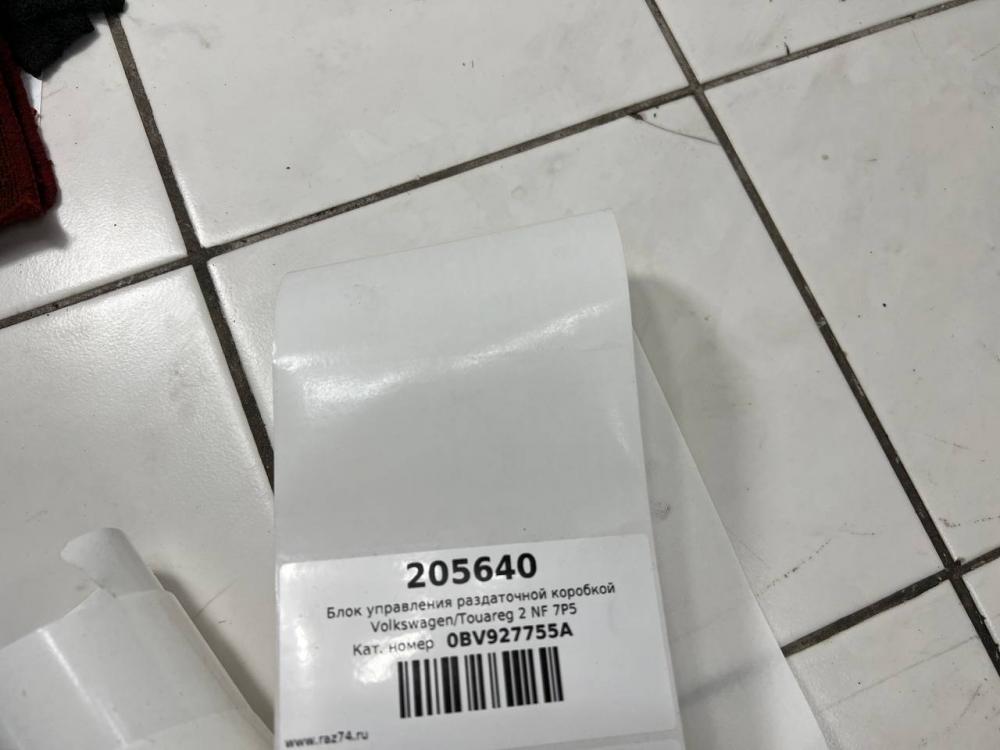 205640
Блок управления раздаточной коробкой
Volkswagen/Touareg 2 NF 7P5
Кат. номер 0BV927755A
www.raz74.ru